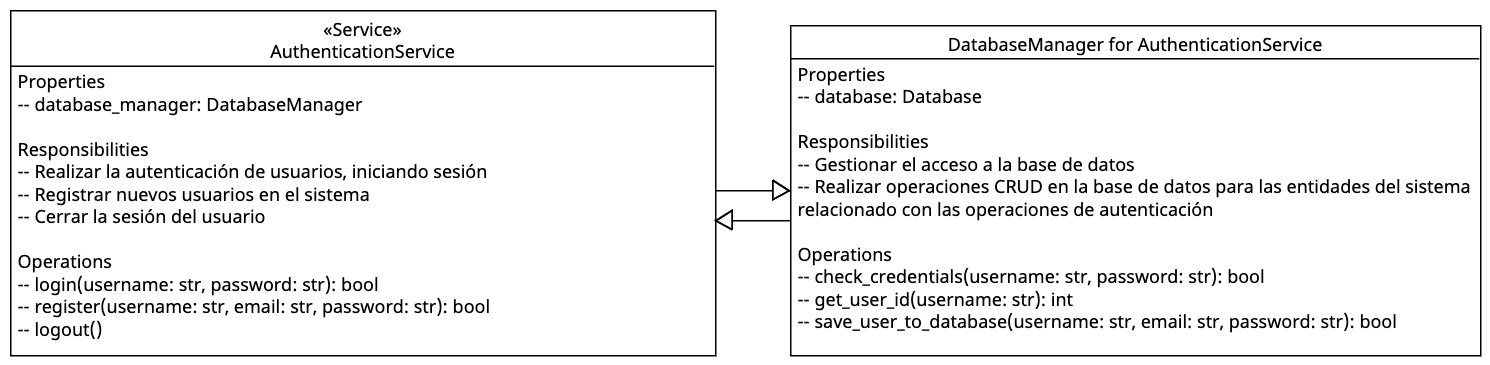 «Service»
AuthenticationService
Properties
-- database_manager: DatabaseManager
Responsibilities
-- Realizar la autenticación de usuarios, iniciando sesión
-- Registrar nuevos usuarios en el sistema
-- Cerrar la sesión del usuario
Operations
-- login(username: str, password: str): bool
-- register(username: str, email: str, password: str): bool
-- logout()
DatabaseManager for AuthenticationService
Properties
-- database: Database
Responsibilities
-- Gestionar el acceso a la base de datos
-- Realizar operaciones CRUD en la base de datos para las entidades del sistema
relacionado con las operaciones de autenticación
Operations
-- check_credentials(username: str, password: str): bool
-- get_user_id(username: str): int
-- save_user_to_database(username: str, email: str, password: str): bool